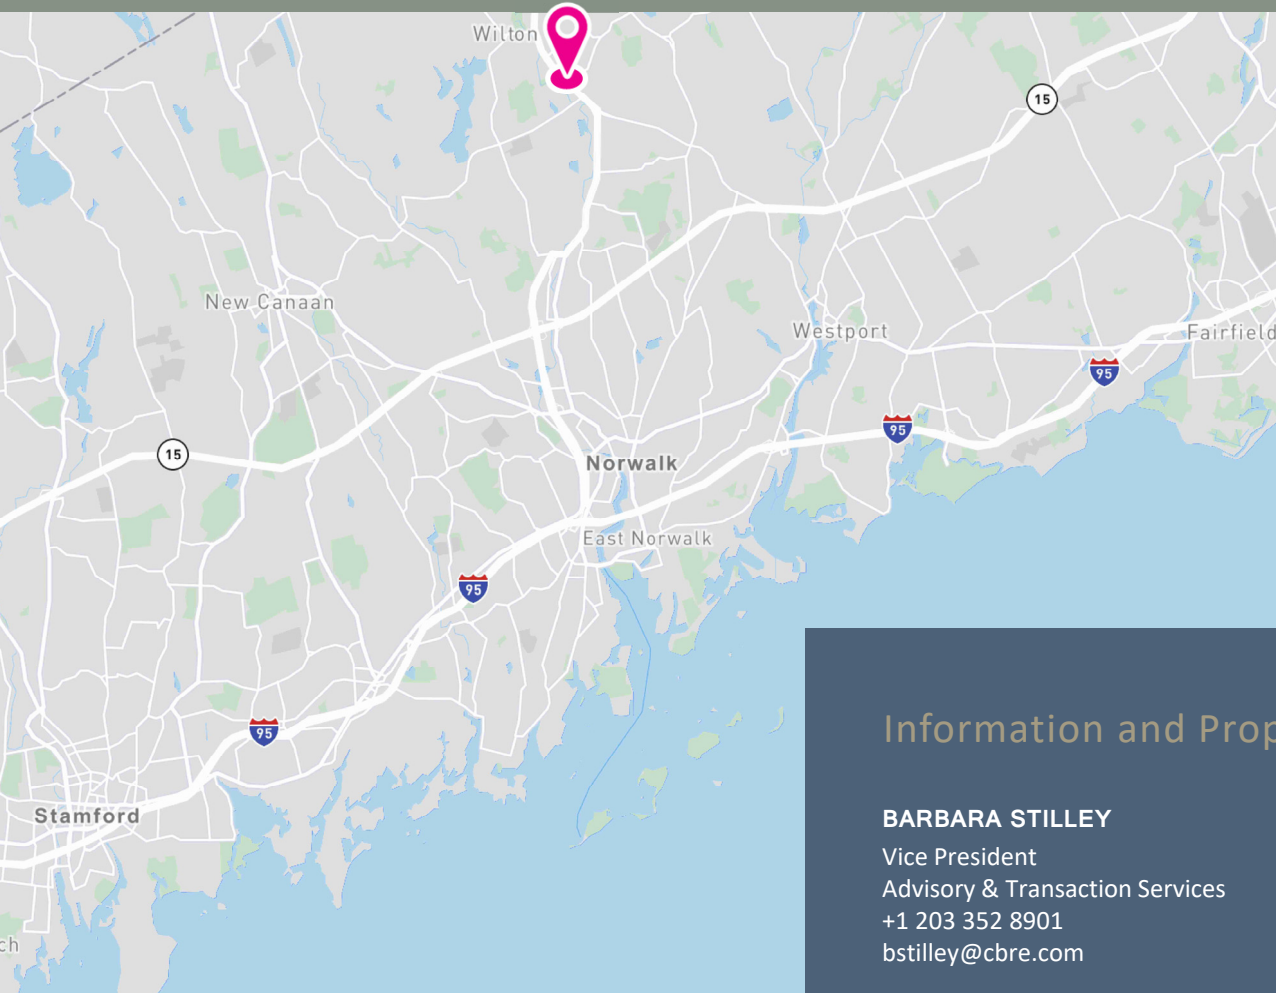 Wilton
15
New Canaan
Westport
Fairfield
95
95
15
Norwalk
East Norwalk
95
95
Stamford
ch
Information and Prop
BARBARA STILLEY
Vice President
Advisory & Transaction Services
+1 203 352 8901
bstilley@cbre.com